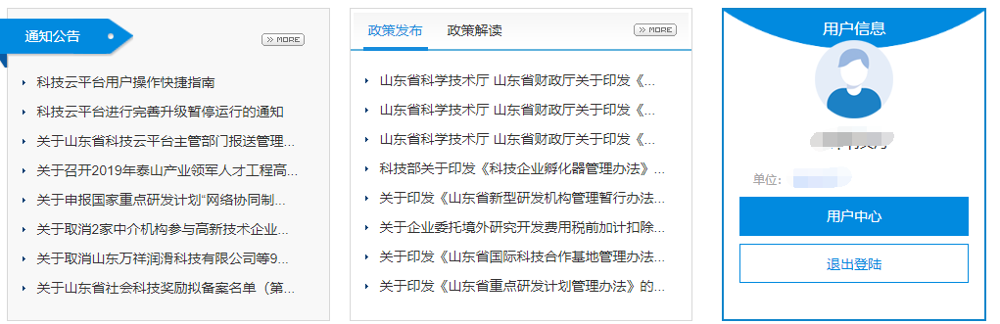 通知公告
MORE
科技云平台用户操作快捷指南
科技云平台进行完善升级暂停运行的通知
关于山东省科技云平台主管部门报送管理...
关于召开2019年泰山产业领军人才工程高...
关于申报国家重点研发计划“网络协同制...
关于取消2家中介机构参与高新技术企业...
关于取消山东万祥润滑科技有限公司等9...
关于山东省社会科技奖励拟备案名单（第...
政策发布 政策解读
MORE
山东省科学技术厅 山东省财政厅关于印发《...
山东省科学技术厅 山东省财政厅关于印发《...
山东省科学技术厅 山东省财政厅关于印发《...
科技部关于印发《科技企业孵化器管理办法》...
关于印发《山东省新型研发机构管理暂行办法...
关于企业委托境外研究开发费用税前加计扣除...
关于印发《山东省国际科技合作基地管理办法...
关于印发《山东省重点研发计划管理办法》的...
用户信息
单位:
用户中心
退出登陆